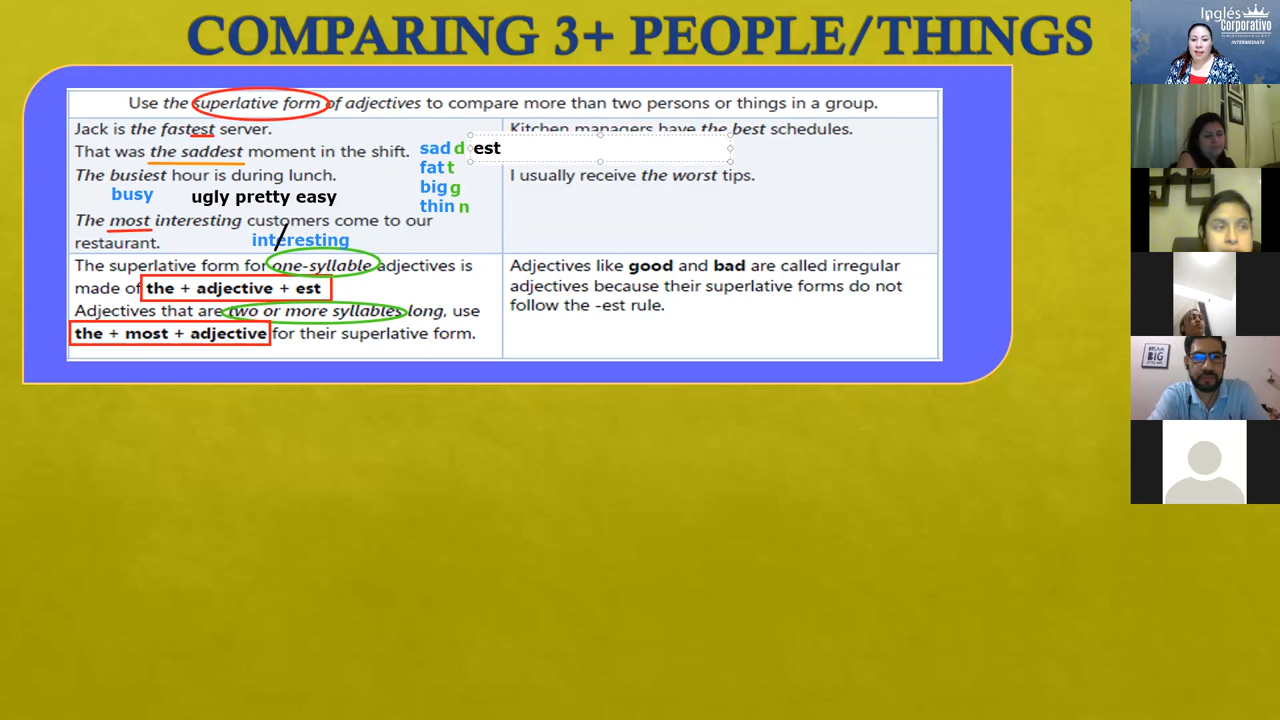 COMPARING 3+ PEOPLE/THINGS
Use the superlative form of adjectives to compare more than two persons or things in a group.
Jack is the fastest server.
That was the saddest moment in the shift.
The busiest hour is during lunch.
busy
ugly pretty easy
The most interesting customers come to our
restaurant.
interesting
sad d est
fat t
big g
thin n
Kitchen managers have the best schedules.
I usually receive the worst tips.
The superlative form for one-syllable adjectives is
made of the + adjective + est
Adjectives that are two or more syllables long, use
the + most + adjective for their superlative form.
Adjectives like good and bad are called irregular
adjectives because their superlative forms do not
follow the -est rule.
Inglés
Corporativo
INTERMEDIATE
DREAM
BIG